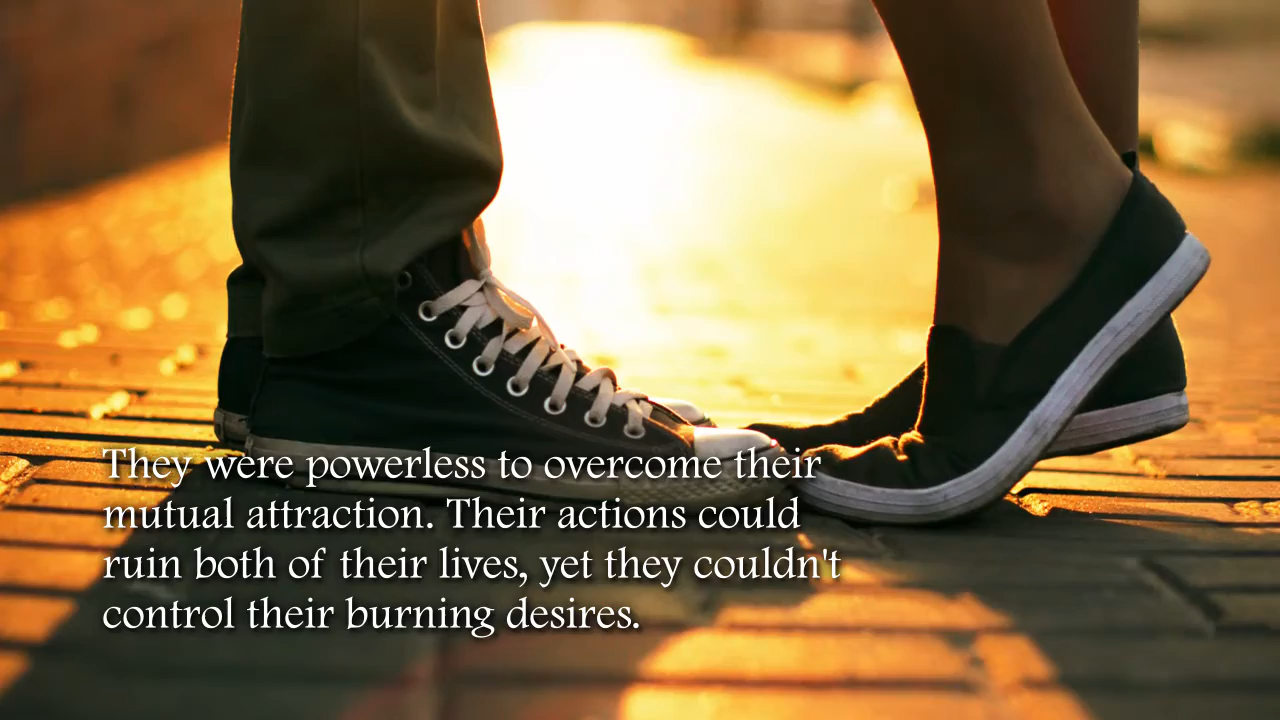 They were powerless to overcome their
mutual attraction. Their actions could
ruin both of their lives, yet they couldn't
control their burning desires.